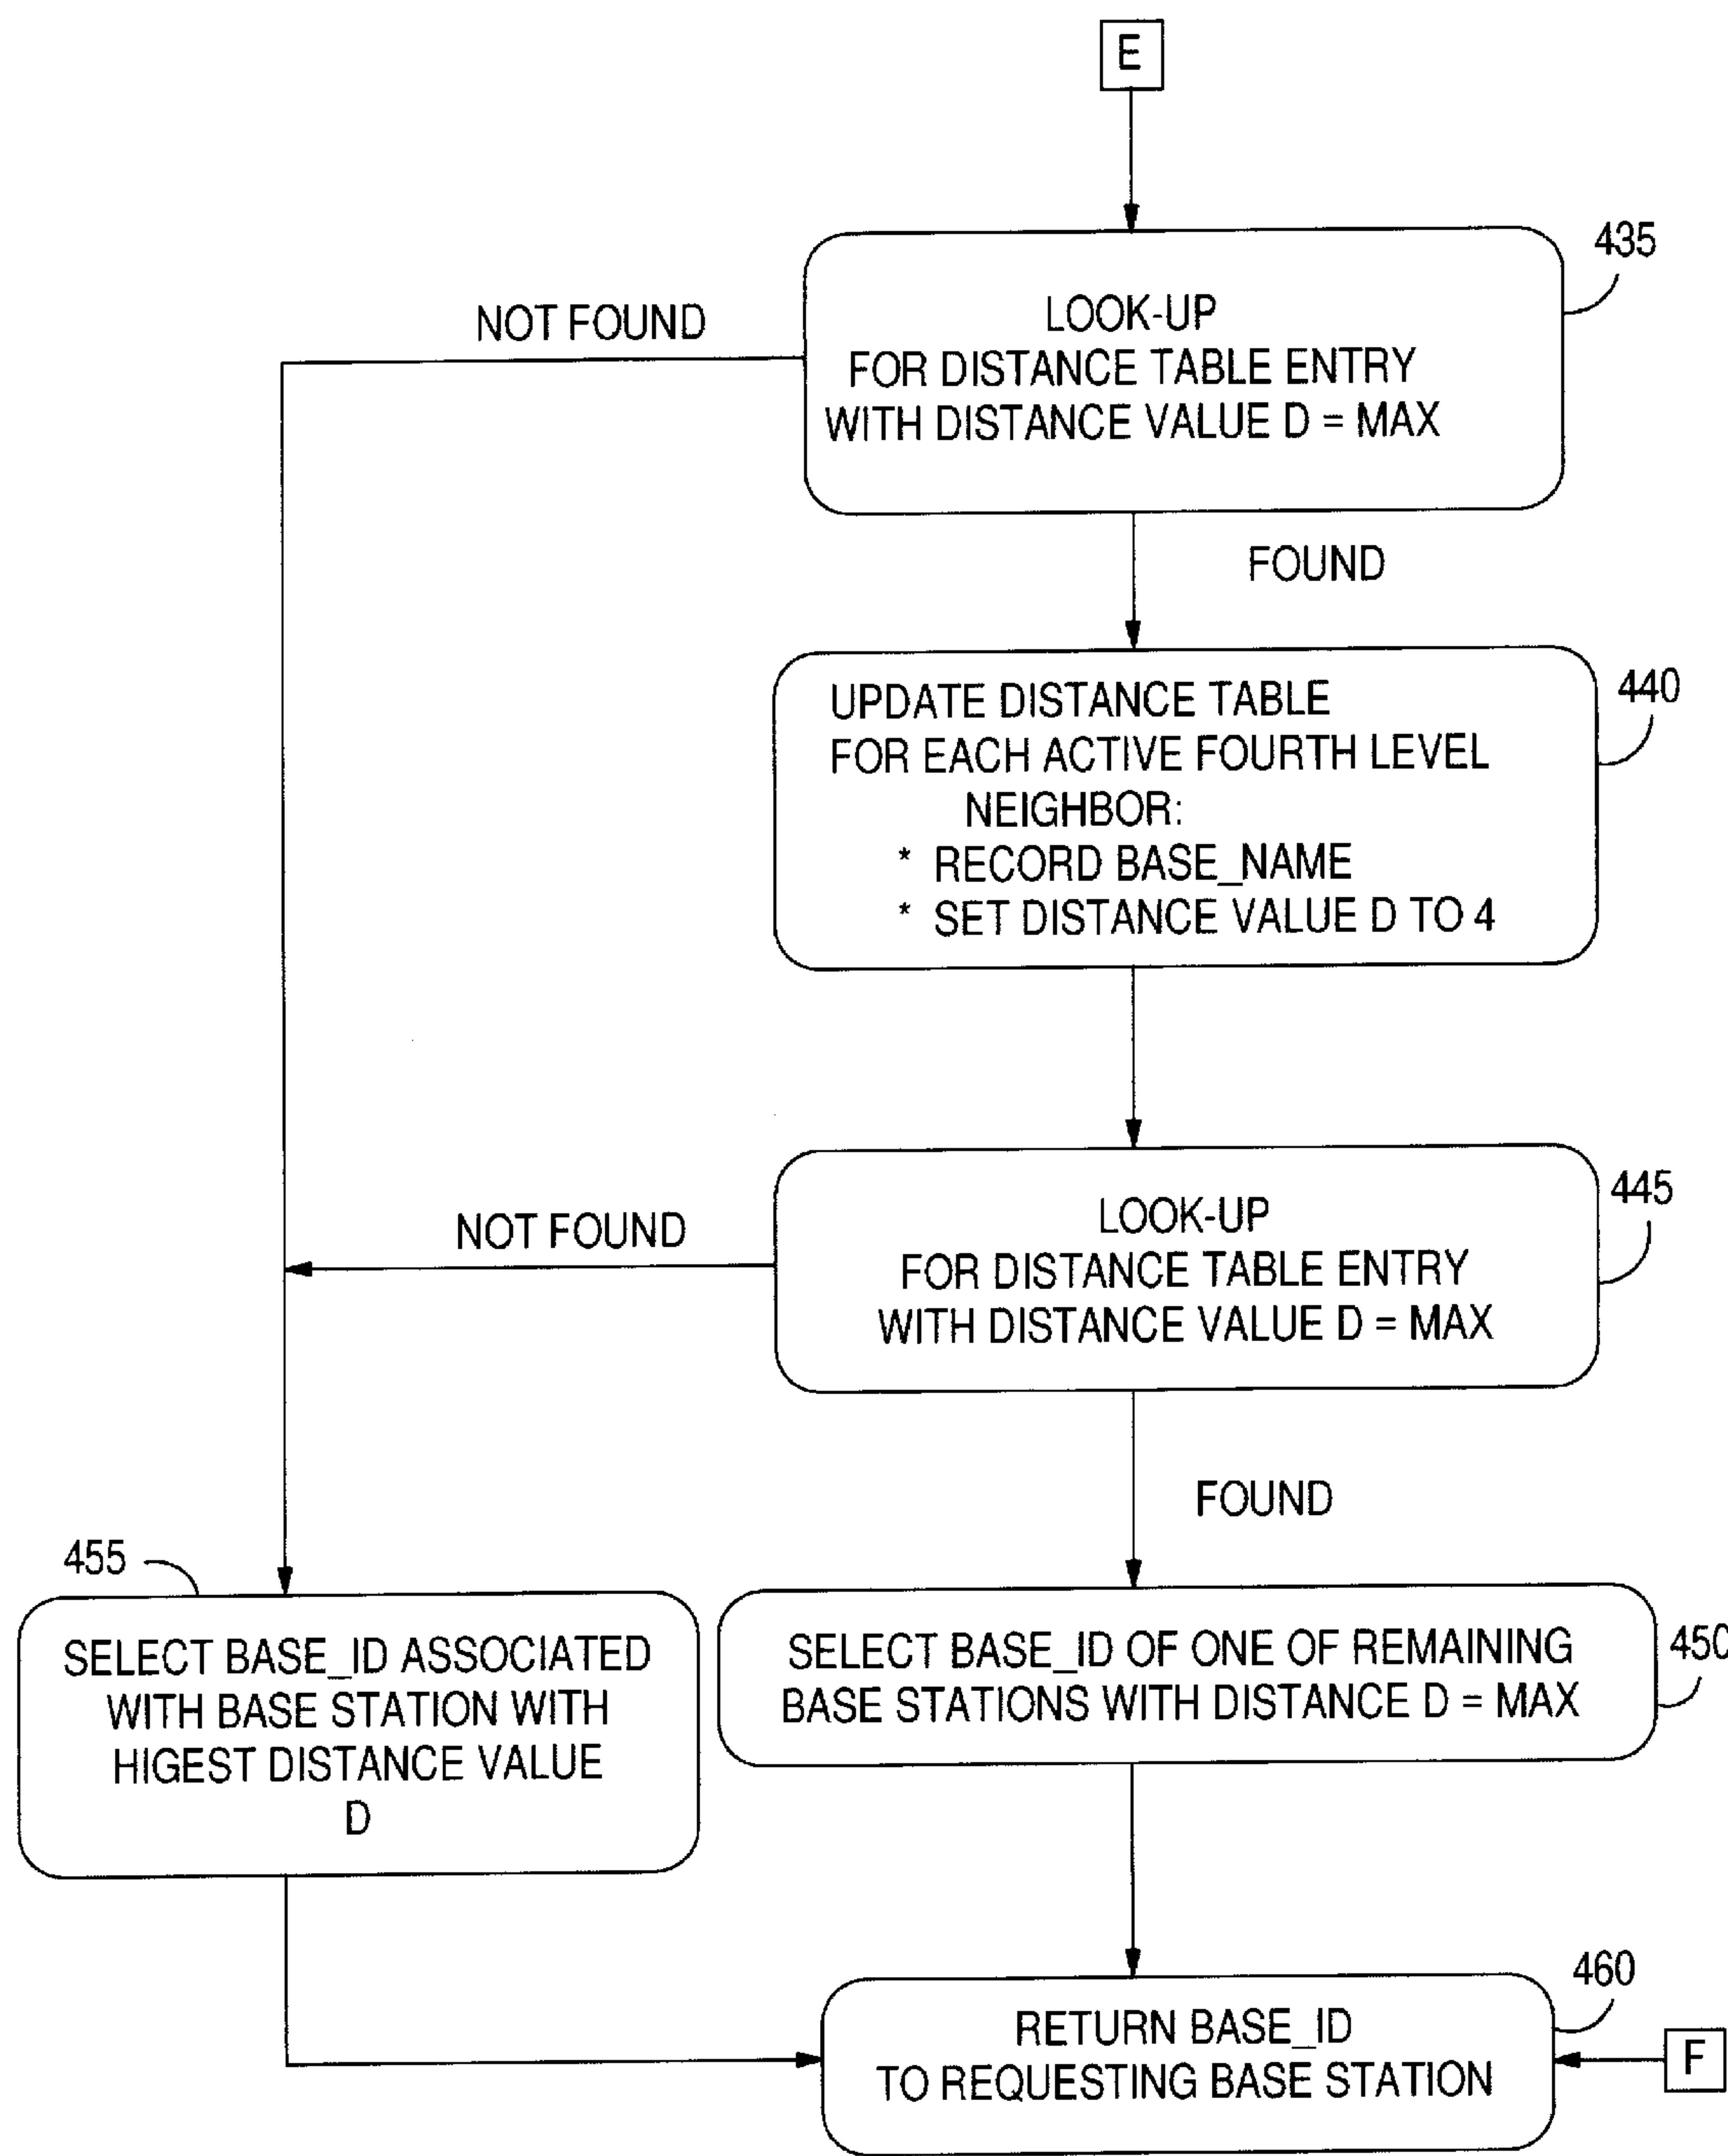 E
435
NOT FOUND
LOOK-UP
FOR DISTANCE TABLE ENTRY
WITH DISTANCE VALUE D = MAX
FOUND
440
UPDATE DISTANCE TABLE
FOR EACH ACTIVE FOURTH LEVEL
NEIGHBOR:
* RECORD BASE_NAME
* SET DISTANCE VALUE D TO 4
445
NOT FOUND
LOOK-UP
FOR DISTANCE TABLE ENTRY
WITH DISTANCE VALUE D = MAX
FOUND
455
SELECT BASE_ID ASSOCIATED
WITH BASE STATION WITH
HIGEST DISTANCE VALUE
D
SELECT BASE_ID OF ONE OF REMAINING
BASE STATIONS WITH DISTANCE D = MAX
450
460
RETURN BASE_ID
TO REQUESTING BASE STATION
F